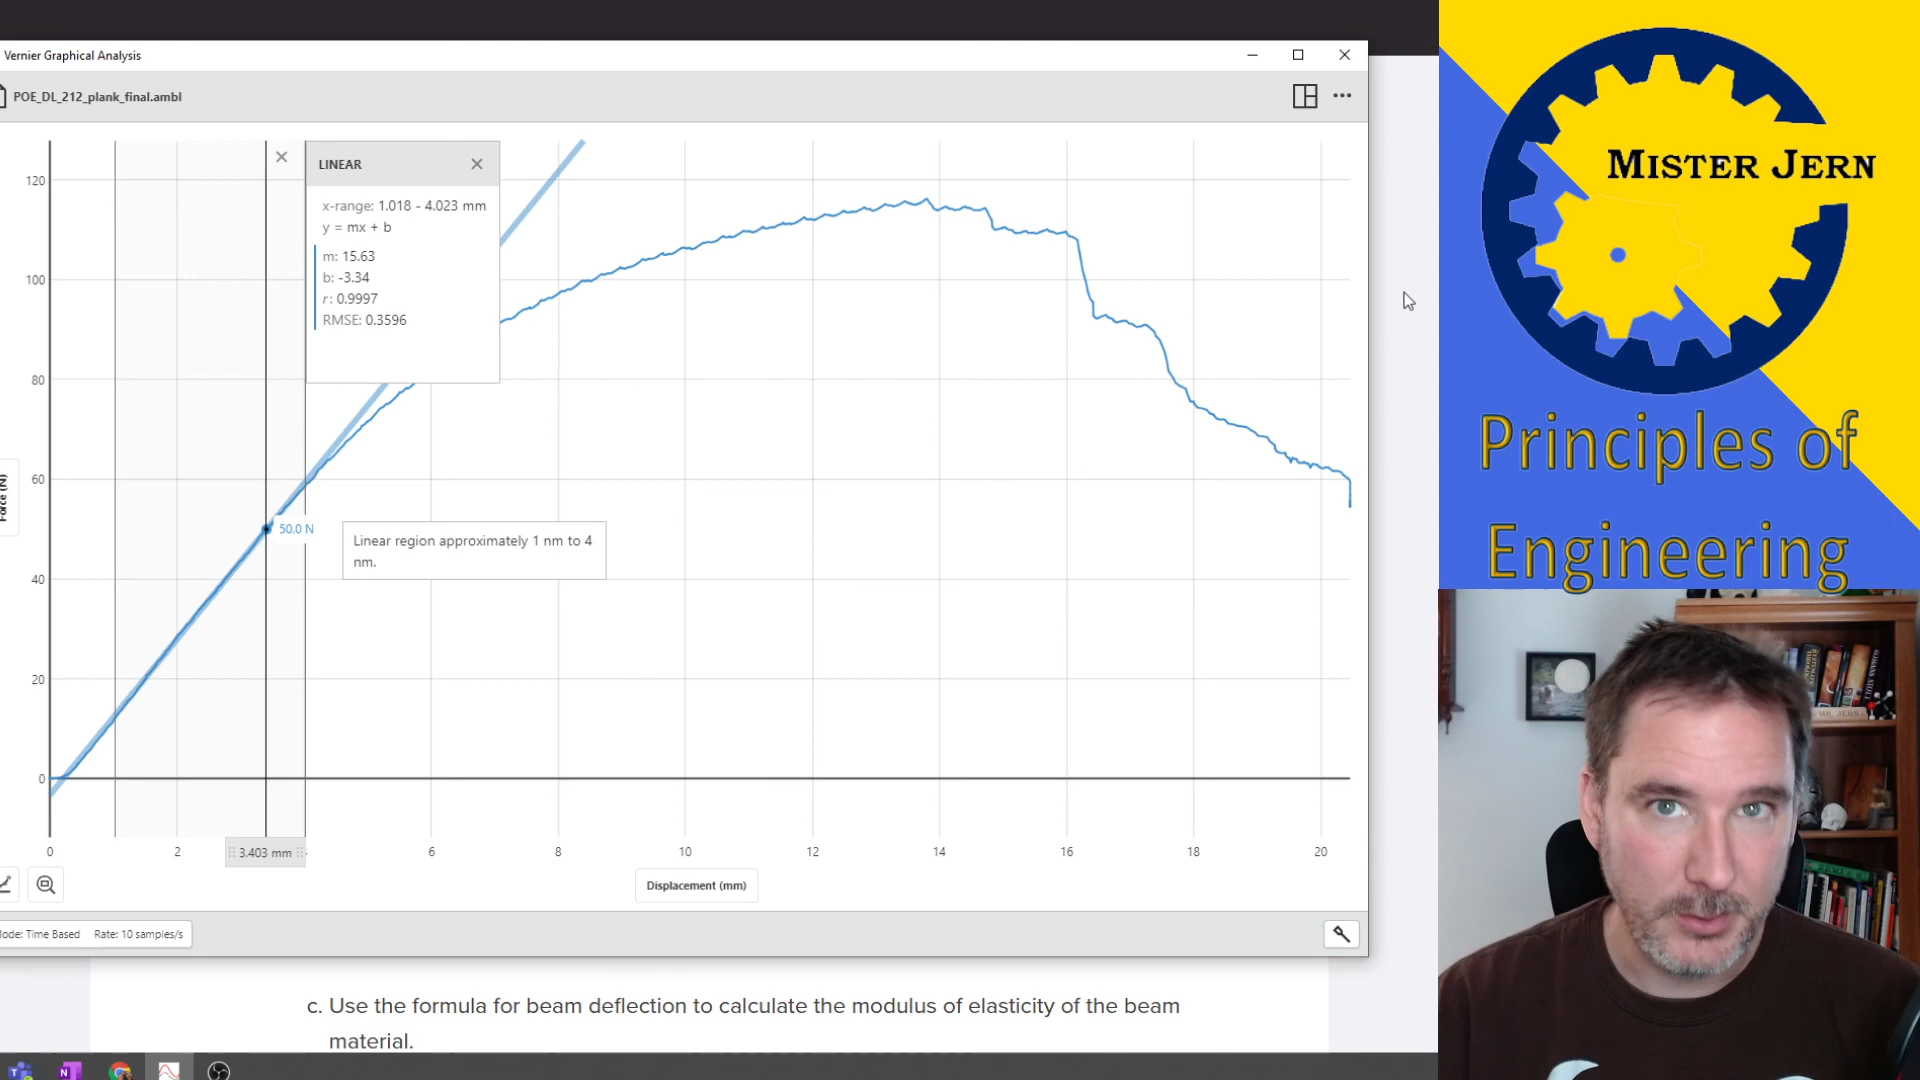 Vernier Graphical Analysis
POE_DL_212_plank_final.ambl
LINEAR
x-range: 1.018 - 4.023 mm
y = mx + b
m: 15.63
b: -3.34
r: 0.9997
RMSE: 0.3596
120
100
80
60
40
20
0
Force (N)
50.0 N
Linear region approximately 1 nm to 4
nm.
0
2
3.403 mm
6
8
10
12
14
16
18
20
Displacement (mm)
Mode: Time Based
Rate: 10 samples/s
c. Use the formula for beam deflection to calculate the modulus of elasticity of the beam
material.
MISTER JERN
Principles of
Engineering